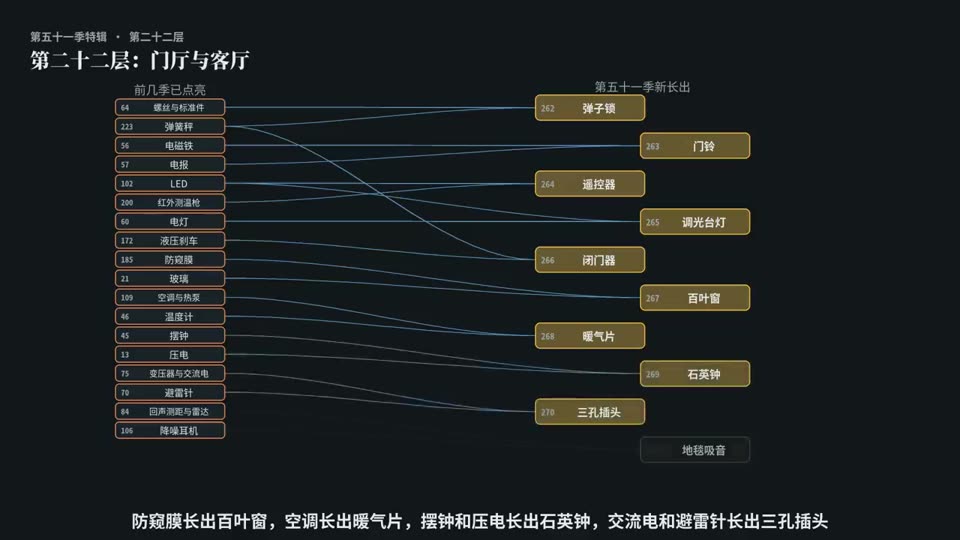 第五十一季特辑 · 第二十二层
第二十二层：门厅与客厅
前几季已点亮
第五十一季新长出
64 螺丝与标准件
223 弹簧秤
56 电磁铁
57 电报
102 LED
200 红外测温枪
60 电灯
172 液压刹车
185 防窥膜
21 玻璃
109 空调与热泵
46 温度计
45 摆钟
13 压电
75 变压器与交流电
70 避雷针
84 回声测距与雷达
106 降噪耳机
262 弹子锁
263 门铃
264 遥控器
265 调光台灯
266 闭门器
267 百叶窗
268 暖气片
269 石英钟
270 三孔插头
地毯吸音
防窥膜长出百叶窗，空调长出暖气片，摆钟和压电长出石英钟，交流电和避雷针长出三孔插头